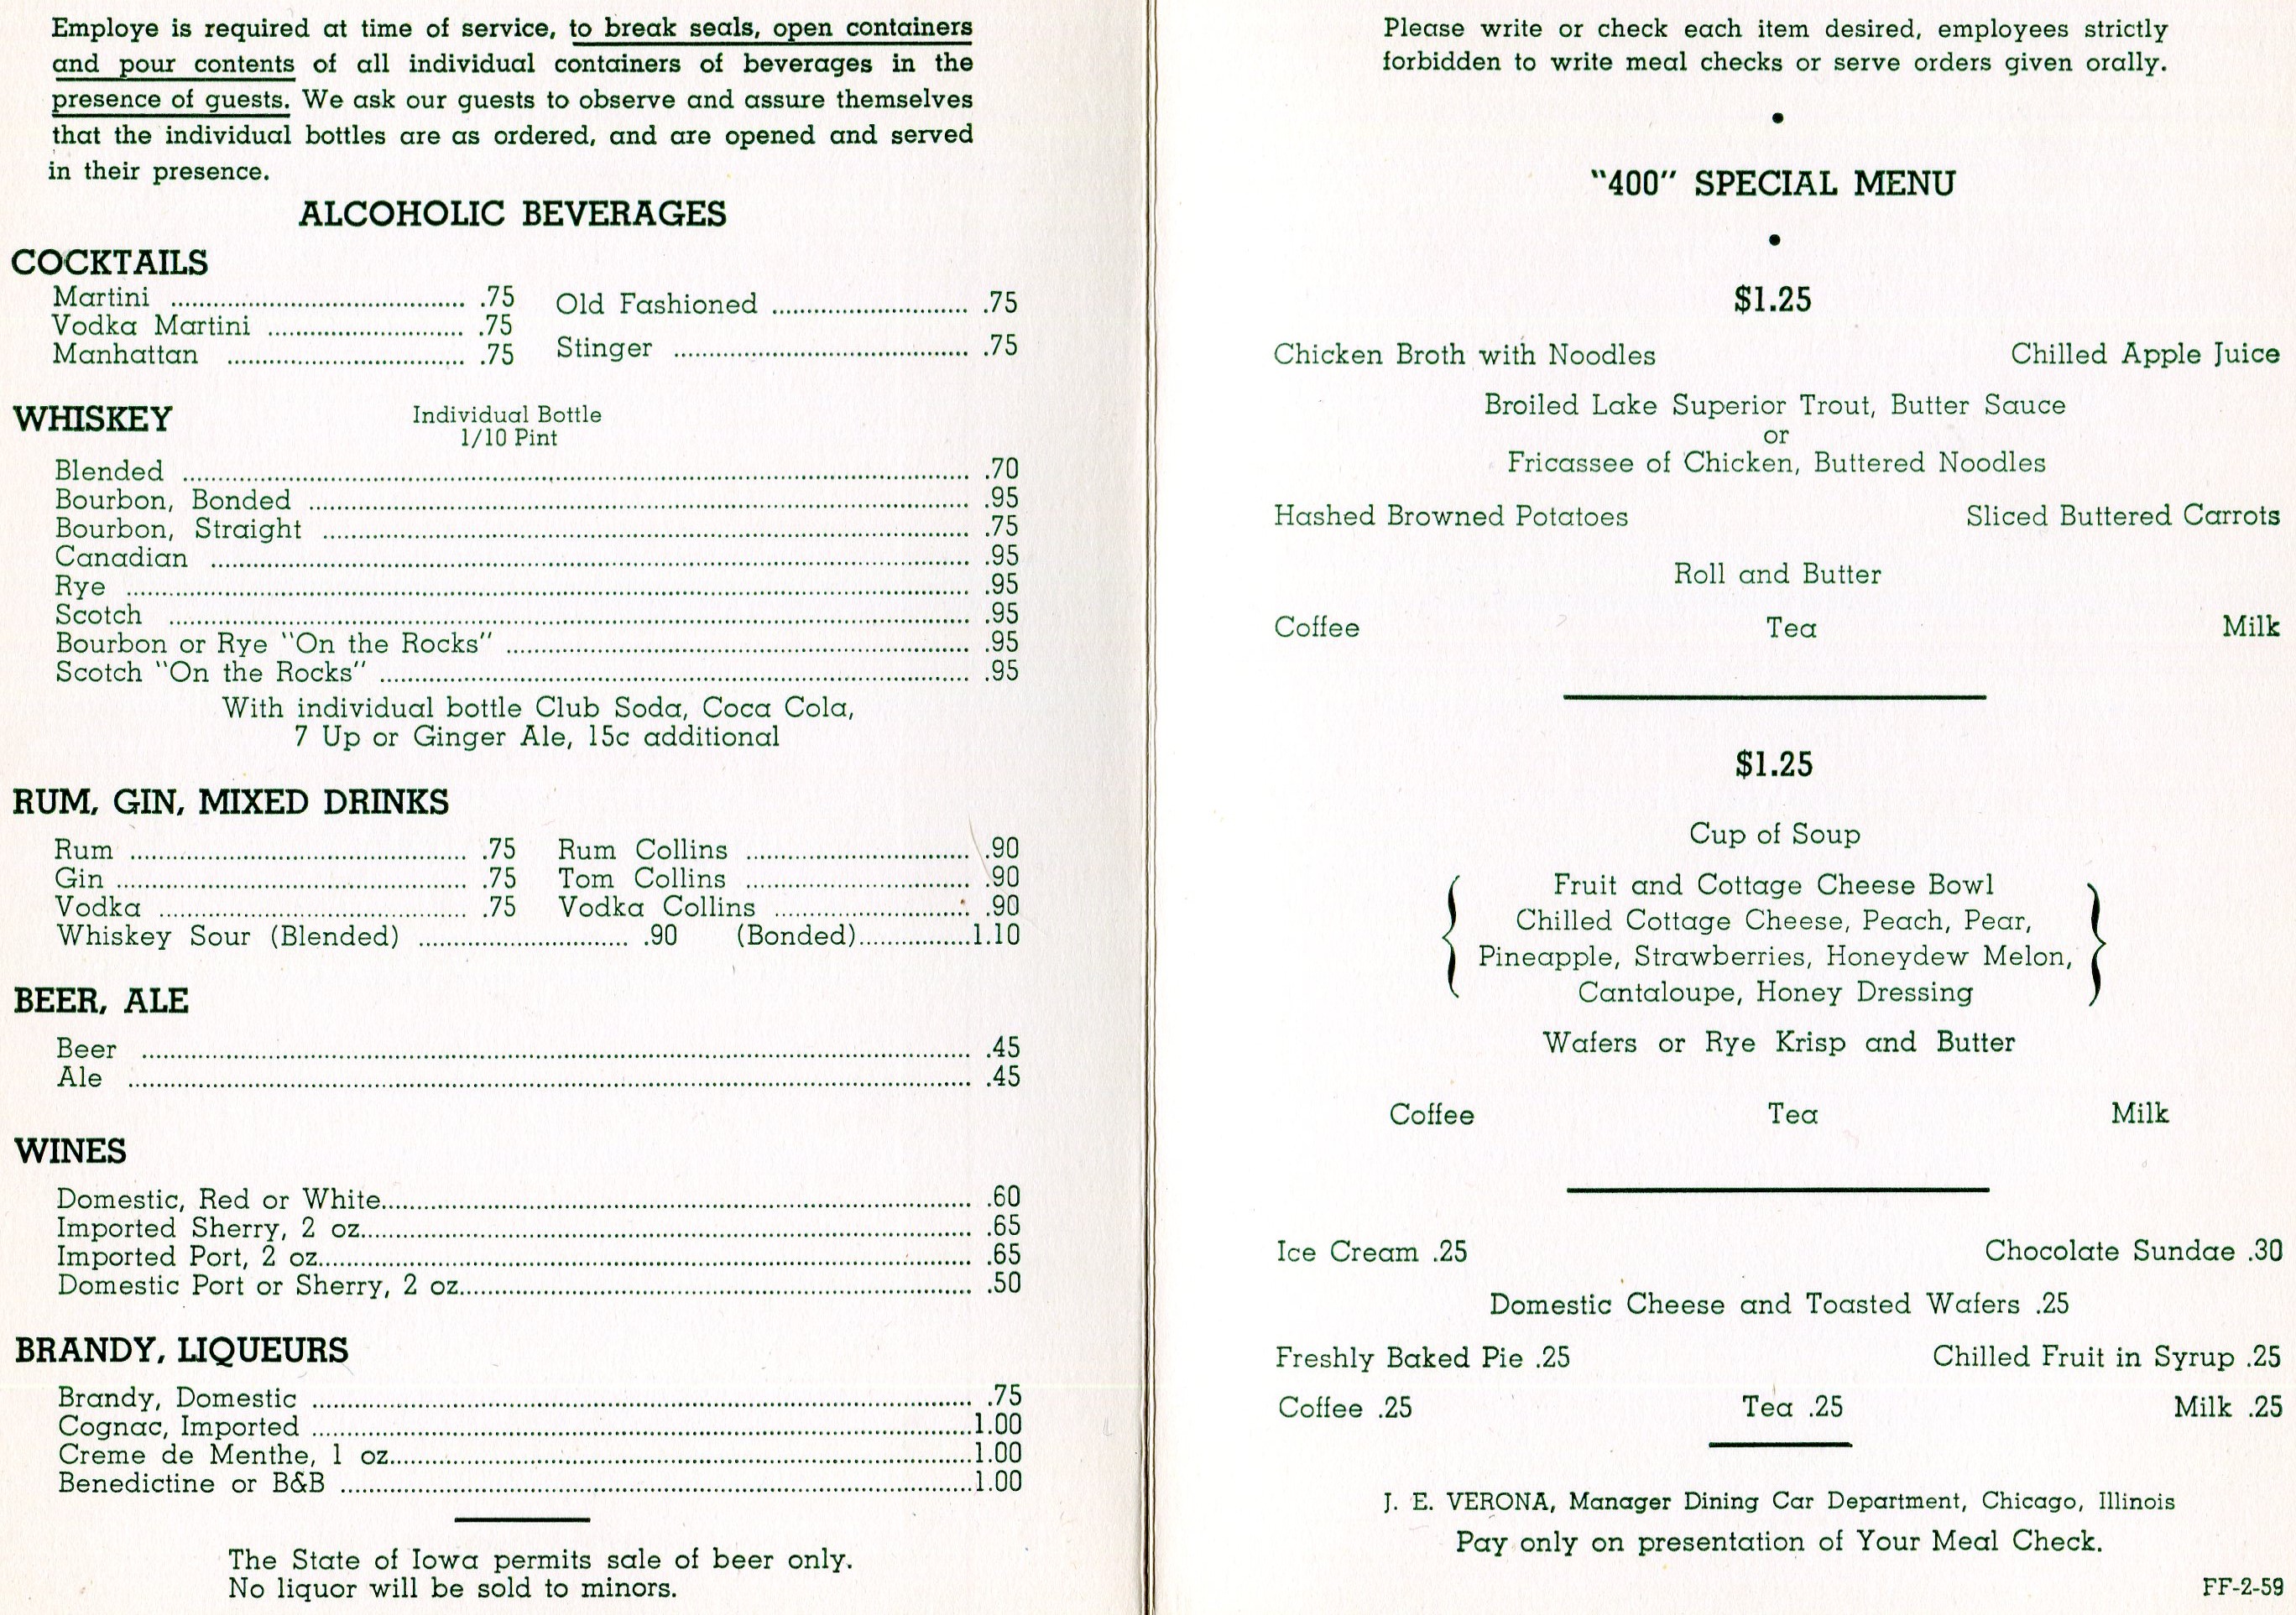 Employe is required at time of service, to break seals, open containers
and pour contents of all individual containers of beverages in the
presence of guests. We ask our guests to observe and assure themselves
that the individual bottles are as ordered, and are opened and served
in their presence.
ALCOHOLIC BEVERAGES
COCKTAILS
Martini .75
Vodka Martini .75
Manhattan .75
Old Fashioned .75
Stinger .75
WHISKEY
Individual Bottle
1/10 Pint
Blended .70
Bourbon, Bonded .95
Bourbon, Straight .75
Canadian .95
Rye .95
Scotch .95
Bourbon or Rye "On the Rocks" .95
Scotch "On the Rocks" .95
With individual bottle Club Soda, Coca Cola,
7 Up or Ginger Ale, 15c additional
RUM, GIN, MIXED DRINKS
Rum .75 Rum Collins .90
Gin .75 Tom Collins .90
Vodka .75 Vodka Collins .90
Whiskey Sour (Blended) .90 (Bonded) 1.10
BEER, ALE
Beer .45
Ale .45
WINES
Domestic, Red or White .60
Imported Sherry, 2 oz. .65
Imported Port, 2 oz. .65
Domestic Port or Sherry, 2 oz. .50
BRANDY, LIQUEURS
Brandy, Domestic .75
Cognac, Imported 1.00
Creme de Menthe, 1 oz. 1.00
Benedictine or B&B 1.00
The State of Iowa permits sale of beer only.
No liquor will be sold to minors.
Please write or check each item desired, employees strictly
forbidden to write meal checks or serve orders given orally.
"400" SPECIAL MENU
$1.25
Chicken Broth with Noodles Chilled Apple Juice
Broiled Lake Superior Trout, Butter Sauce
or
Fricassee of Chicken, Buttered Noodles
Hashed Browned Potatoes Sliced Buttered Carrots
Roll and Butter
Coffee Tea Milk
$1.25
Cup of Soup
Fruit and Cottage Cheese Bowl
Chilled Cottage Cheese, Peach, Pear,
Pineapple, Strawberries, Honeydew Melon,
Cantaloupe, Honey Dressing
Wafers or Rye Krisp and Butter
Coffee Tea Milk
Ice Cream .25 Chocolate Sundae .30
Domestic Cheese and Toasted Wafers .25
Freshly Baked Pie .25 Chilled Fruit in Syrup .25
Coffee .25 Tea .25 Milk .25
J. E. VERONA, Manager Dining Car Department, Chicago, Illinois
Pay only on presentation of Your Meal Check.
FF-2-59